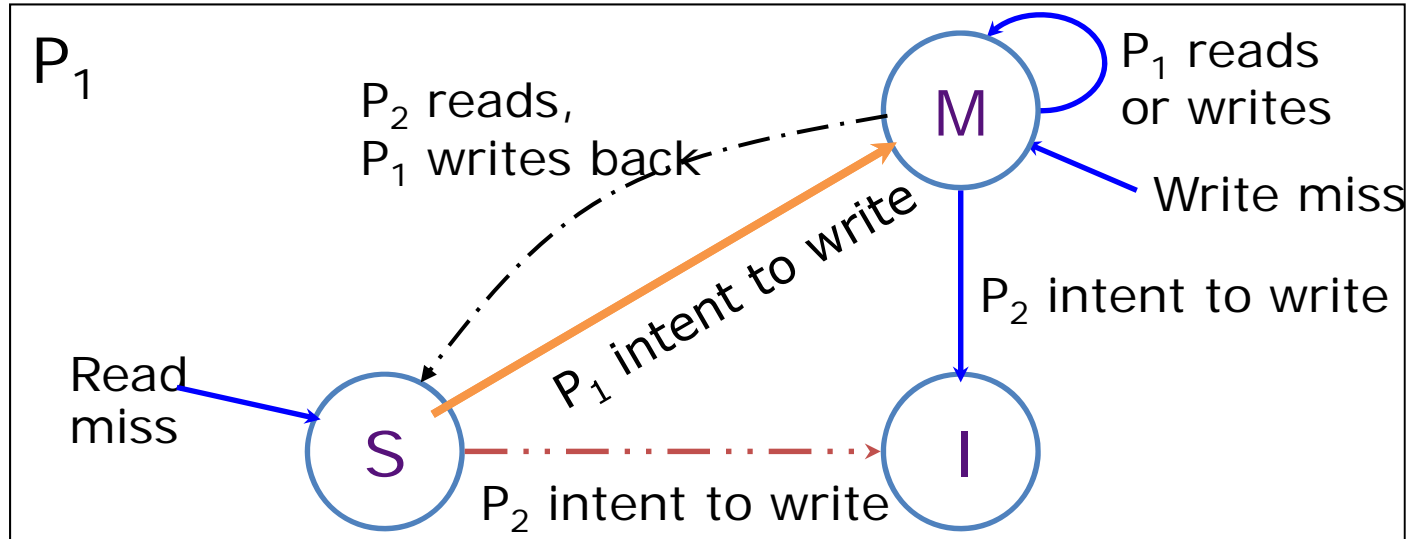 P₁
P₂ reads,
P₁ writes back
M
P₁ reads
or writes
Write miss
P₁ intent to write
P₂ intent to write
Read
miss
S
I
P₂ intent to write